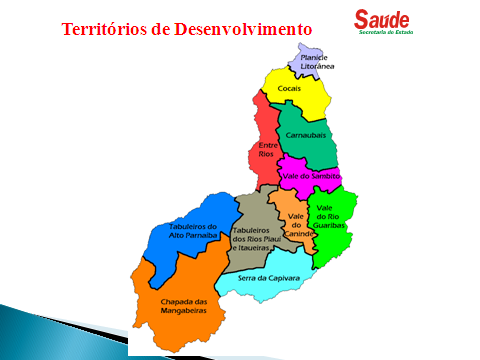 Territórios de Desenvolvimento
Saúde
Secretaria de Estado
Planície
Litorânea
Cocais
Carnaubais
Entre
Rios
Vale do Sambito
Vale
do Rio
Guaribas
Vale
do
Canindé
Tabuleiros do
Alto Parnaíba
Tabuleiros
dos Rios Piauí
e Itaueiras
Serra da Capivara
Chapada das
Mangabeiras